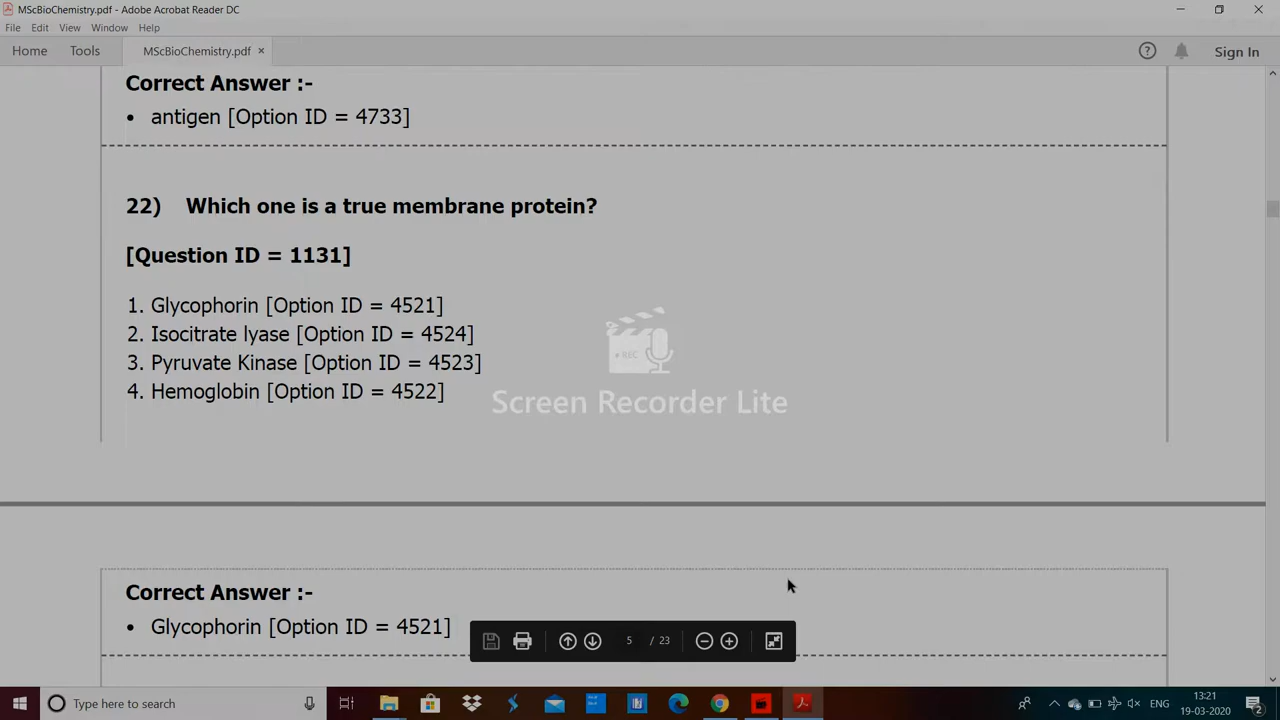 MScBioChemistry.pdf - Adobe Acrobat Reader DC
File Edit View Window Help
Home Tools MScBioChemistry.pdf × Sign In
Correct Answer :-
• antigen [Option ID = 4733]
22) Which one is a true membrane protein?
[Question ID = 1131]
1. Glycophorin [Option ID = 4521]
2. Isocitrate lyase [Option ID = 4524]
3. Pyruvate Kinase [Option ID = 4523]
4. Hemoglobin [Option ID = 4522]
• REC
Screen Recorder Lite
Correct Answer :-
• Glycophorin [Option ID = 4521]
5 / 23
Type here to search
ENG
13:21
19-03-2020
2